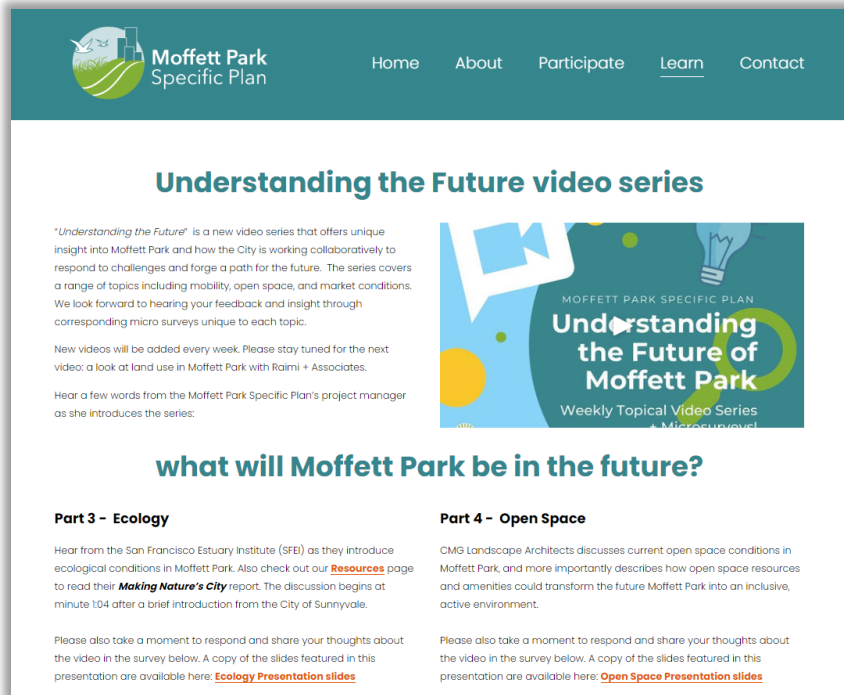 Moffett Park
Specific Plan
Home About Participate Learn Contact
Understanding the Future video series
"Understanding the Future" is a new video series that offers unique
insight into Moffett Park and how the City is working collaboratively to
respond to challenges and forge a path for the future. The series covers
a range of topics including mobility, open space, and market conditions.
We look forward to hearing your feedback and insight through
corresponding micro surveys unique to each topic.
New videos will be added every week. Please stay tuned for the next
video: a look at land use in Moffett Park with Raimi + Associates.
Hear a few words from the Moffett Park Specific Plan's project manager
as she introduces the series:
MOFFETT PARK SPECIFIC PLAN
Understanding
the Future of
Moffett Park
Weekly Topical Video Series
+ Microsurveys!
what will Moffett Park be in the future?
Part 3 - Ecology
Hear from the San Francisco Estuary Institute (SFEI) as they introduce
ecological conditions in Moffett Park. Also check out our Resources page
to read their Making Nature's City report. The discussion begins at
minute 1:04 after a brief introduction from the City of Sunnyvale.
Please also take a moment to respond and share your thoughts about
the video in the survey below. A copy of the slides featured in this
presentation are available here: Ecology Presentation slides
Part 4 - Open Space
CMG Landscape Architects discusses current open space conditions in
Moffett Park, and more importantly describes how open space resources
and amenities could transform the future Moffett Park into an inclusive,
active environment.
Please also take a moment to respond and share your thoughts about
the video in the survey below. A copy of the slides featured in this
presentation are available here: Open Space Presentation slides